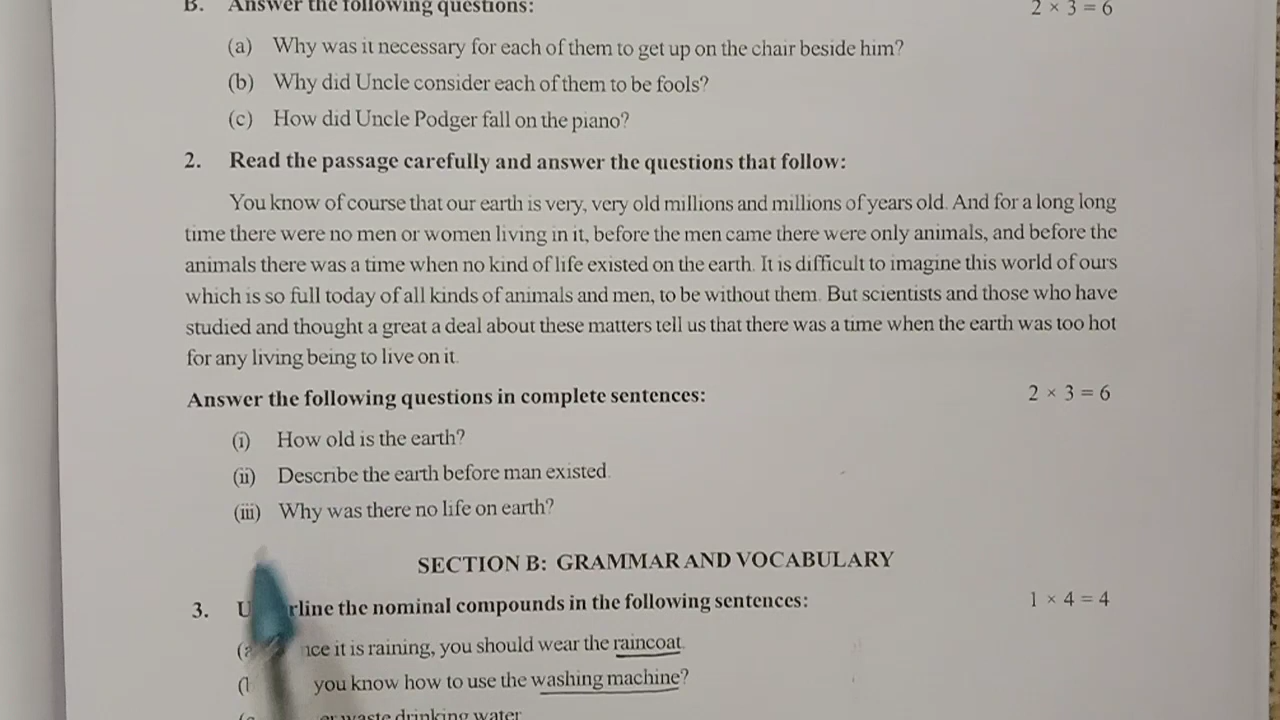 B. Answer the following questions: 2 × 3 = 6
(a) Why was it necessary for each of them to get up on the chair beside him?
(b) Why did Uncle consider each of them to be fools?
(c) How did Uncle Podger fall on the piano?
2. Read the passage carefully and answer the questions that follow:
You know of course that our earth is very, very old millions and millions of years old. And for a long long
time there were no men or women living in it, before the men came there were only animals, and before the
animals there was a time when no kind of life existed on the earth. It is difficult to imagine this world of ours
which is so full today of all kinds of animals and men, to be without them. But scientists and those who have
studied and thought a great a deal about these matters tell us that there was a time when the earth was too hot
for any living being to live on it.
Answer the following questions in complete sentences: 2 × 3 = 6
(i) How old is the earth?
(ii) Describe the earth before man existed.
(iii) Why was there no life on earth?
SECTION B: GRAMMAR AND VOCABULARY
3. the nominal compounds in the following sentences: 1 × 4 = 4
it is raining, you should wear the raincoat.
you know how to use the washing machine?
waste drinking water